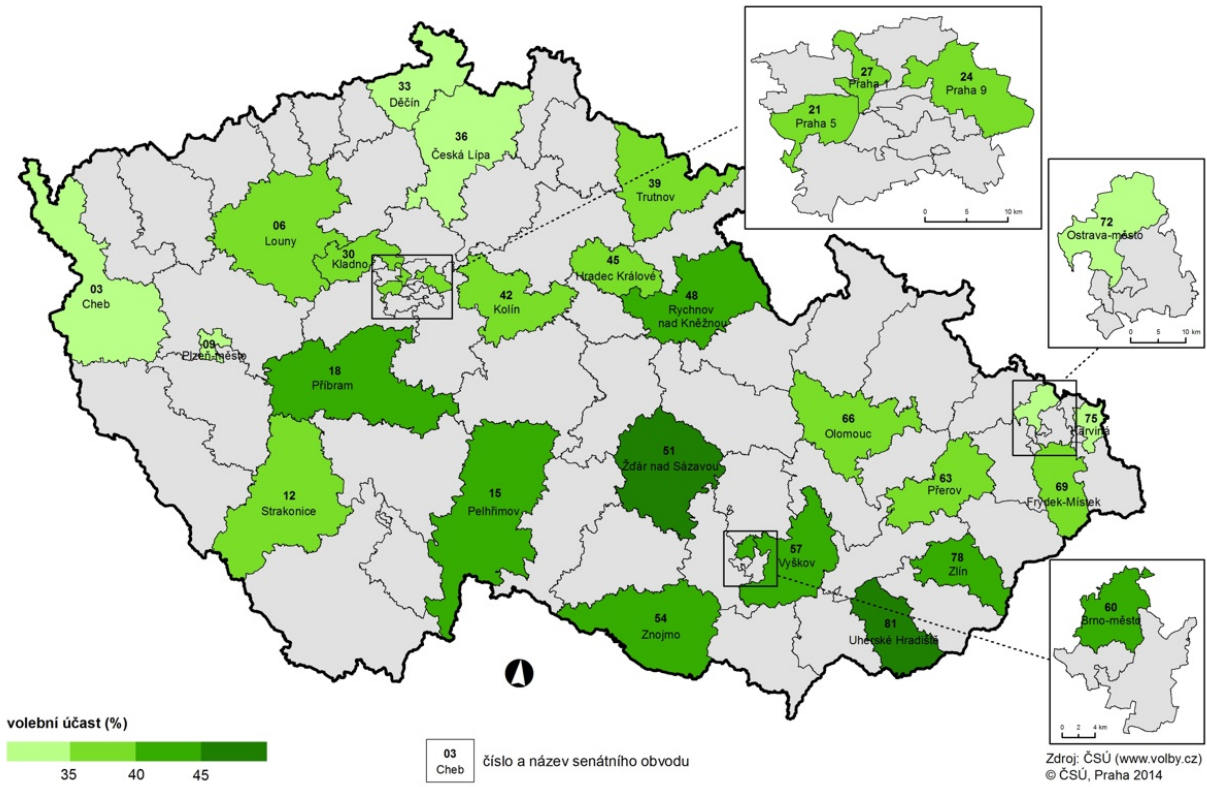 27
Praha 1
24
Praha 9
21
Praha 5
0 5 10 km
33
Děčín
36
Česká Lípa
39
Trutnov
72
Ostrava-město
0 5 10 km
06
Louny
30
Kladno
45
Hradec Králové
03
Cheb
42
Kolín
48
Rychnov
nad Kněžnou
09
Plzeň-město
18
Příbram
66
Olomouc
75
Karviná
51
Žďár nad Sázavou
12
Strakonice
15
Pelhřimov
63
Přerov
69
Frýdek-Místek
57
Vyškov
78
Zlín
60
Brno-město
54
Znojmo
81
Uherské Hradiště
0 2 4 km
volební účast (%)
35 40 45
03
Cheb
číslo a název senátního obvodu
Zdroj: ČSÚ (www.volby.cz)
© ČSÚ, Praha 2014